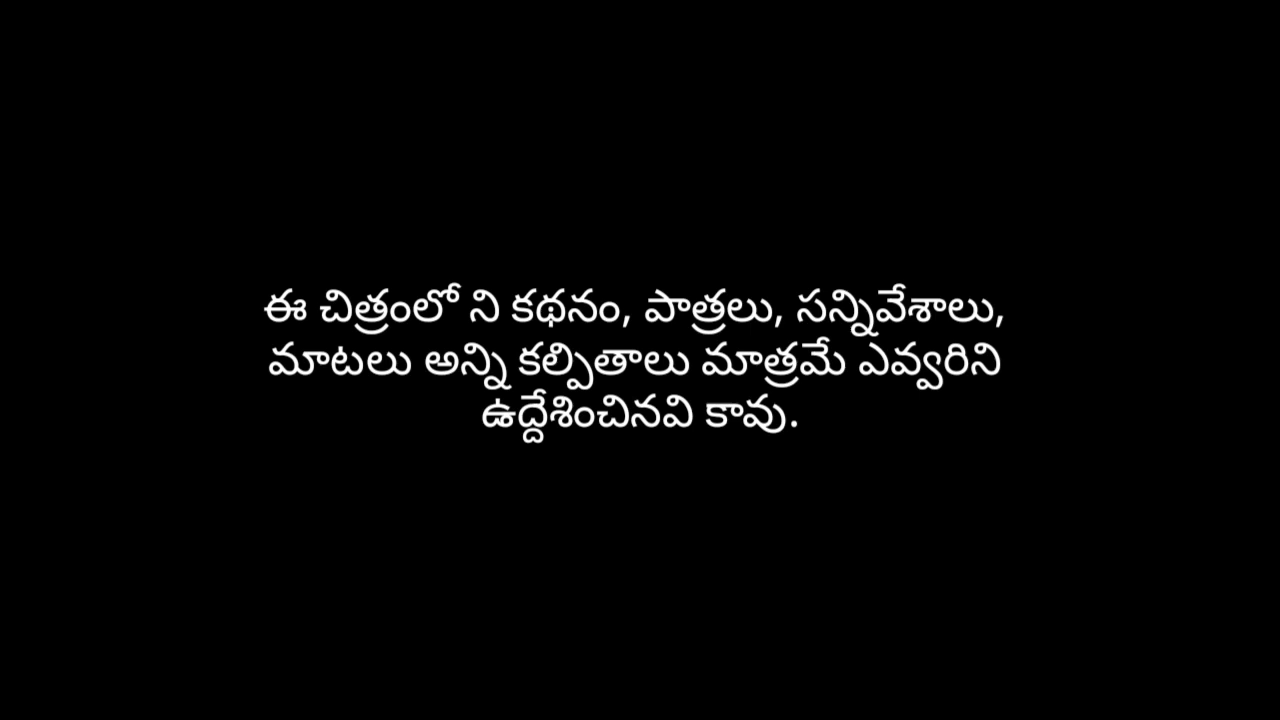 ఈ చిత్రంలో ని కథనం, పాత్రలు, సన్నివేశాలు,
మాటలు అన్ని కల్పితాలు మాత్రమే ఎవ్వరిని
ఉద్దేశించినవి కావు.